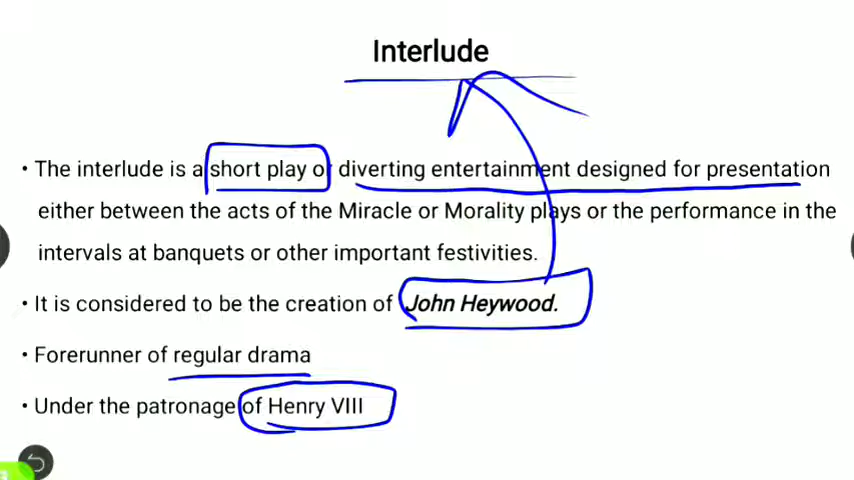 Interlude
• The interlude is a short play or diverting entertainment designed for presentation
either between the acts of the Miracle or Morality plays or the performance in the
intervals at banquets or other important festivities.
• It is considered to be the creation of John Heywood.
• Forerunner of regular drama
• Under the patronage of Henry VIII